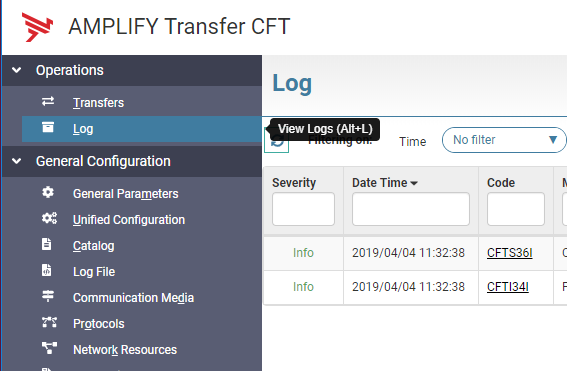 AMPLIFY Transfer CFT
Operations
Transfers
Log
General Configuration
General Parameters
Unified Configuration
Catalog
Log File
Communication Media
Protocols
Network Resources
Log
View Logs (Alt+L)
Filtering on: Time No filter
Severity Date Time Code
Info 2019/04/04 11:32:38 CFTS36I
Info 2019/04/04 11:32:38 CFTI34I